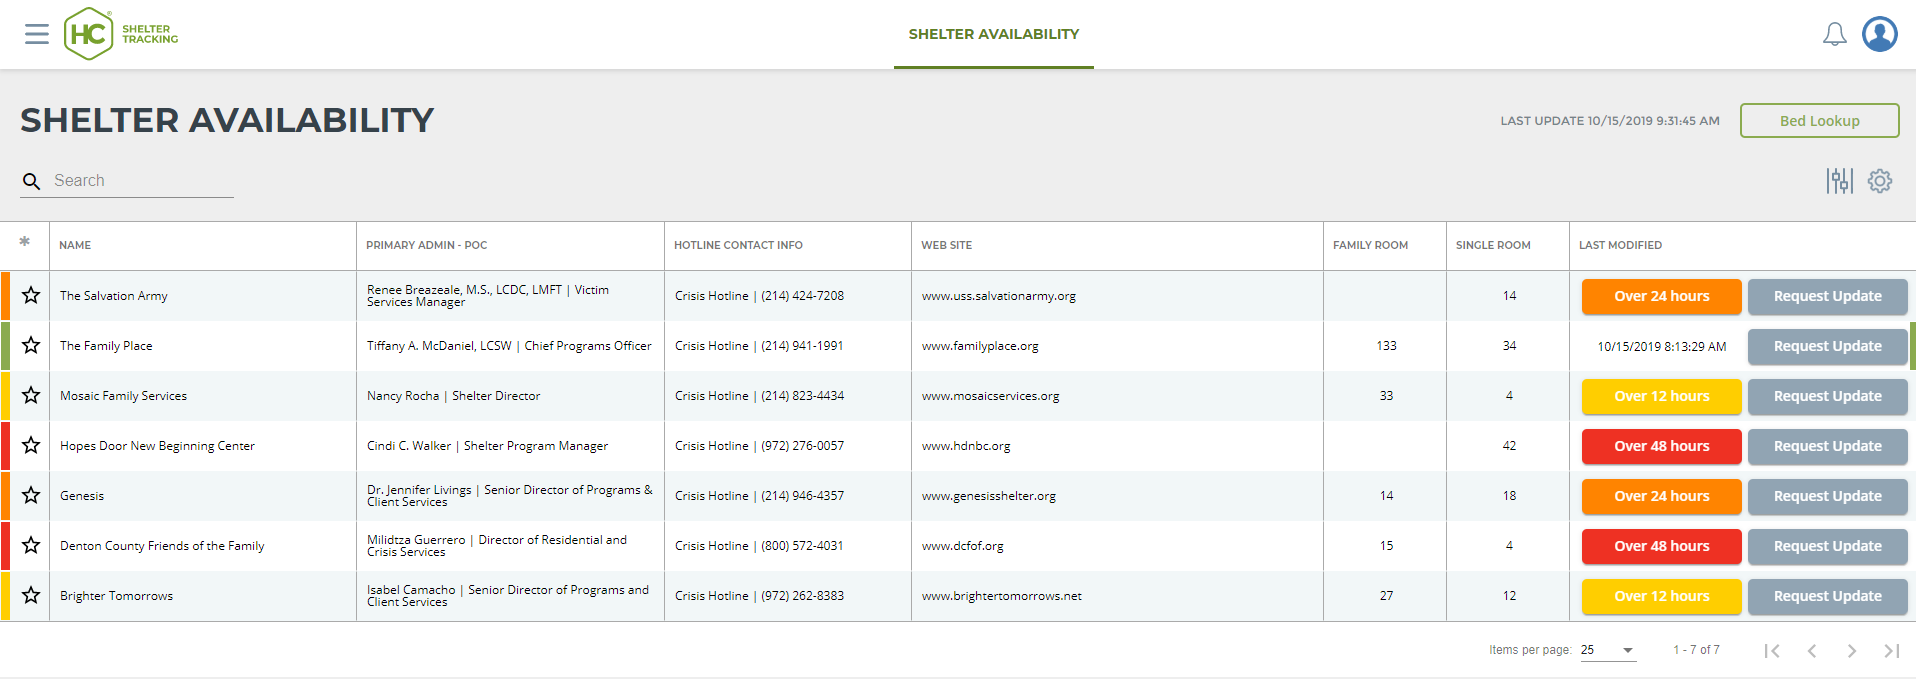 HC®
SHELTER
TRACKING
SHELTER AVAILABILITY
SHELTER AVAILABILITY
LAST UPDATE 10/15/2019 9:31:45 AM
Bed Lookup
Search
* NAME PRIMARY ADMIN - POC HOTLINE CONTACT INFO WEB SITE FAMILY ROOM SINGLE ROOM LAST MODIFIED
The Salvation Army
Renee Breazeale, M.S., LCDC, LMFT | Victim
Services Manager
Crisis Hotline | (214) 424-7208
www.uss.salvationarmy.org
14
Over 24 hours
Request Update
The Family Place
Tiffany A. McDaniel, LCSW | Chief Programs Officer
Crisis Hotline | (214) 941-1991
www.familyplace.org
133
34
10/15/2019 8:13:29 AM
Request Update
Mosaic Family Services
Nancy Rocha | Shelter Director
Crisis Hotline | (214) 823-4434
www.mosaicservices.org
33
4
Over 12 hours
Request Update
Hopes Door New Beginning Center
Cindi C. Walker | Shelter Program Manager
Crisis Hotline | (972) 276-0057
www.hdnbc.org
42
Over 48 hours
Request Update
Genesis
Dr. Jennifer Livings | Senior Director of Programs &
Client Services
Crisis Hotline | (214) 946-4357
www.genesisshelter.org
14
18
Over 24 hours
Request Update
Denton County Friends of the Family
Milidtza Guerrero | Director of Residential and
Crisis Services
Crisis Hotline | (800) 572-4031
www.dcfof.org
15
4
Over 48 hours
Request Update
Brighter Tomorrows
Isabel Camacho | Senior Director of Programs and
Client Services
Crisis Hotline | (972) 262-8383
www.brightertomorrows.net
27
12
Over 12 hours
Request Update
Items per page: 25
1 - 7 of 7